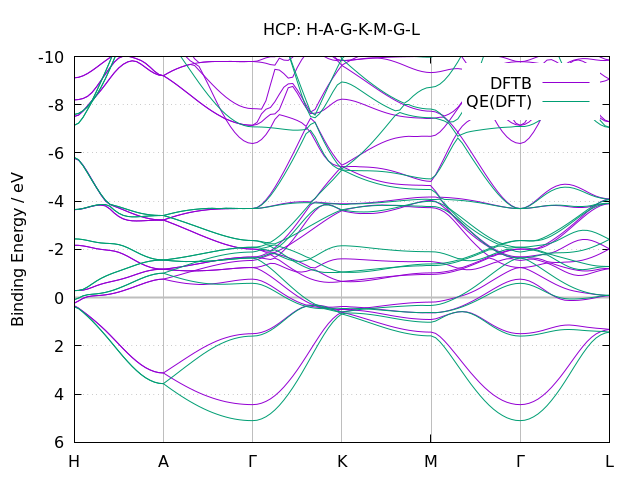 HCP: H-A-G-K-M-G-L
Binding Energy / eV
-10
-8
-6
-4
-2
0
2
4
6
DFTB
QE(DFT)
H A Γ K M Γ L